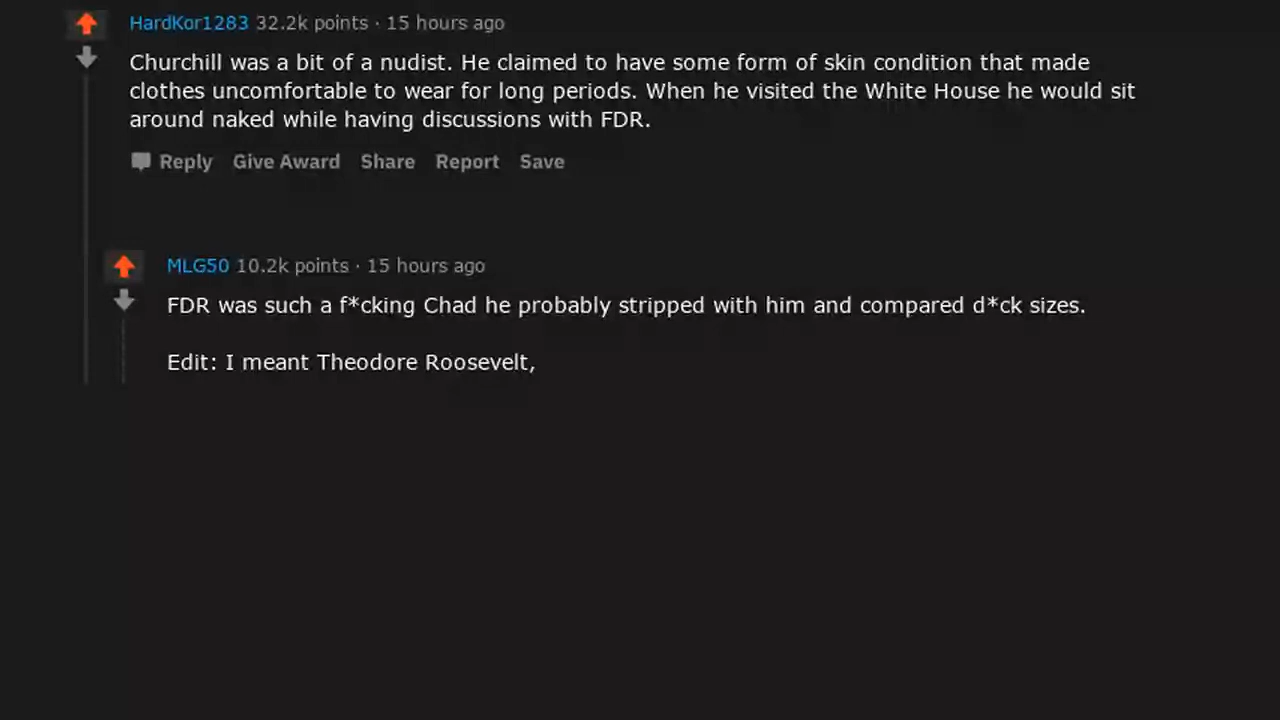 HardKor1283 32.2k points · 15 hours ago
Churchill was a bit of a nudist. He claimed to have some form of skin condition that made
clothes uncomfortable to wear for long periods. When he visited the White House he would sit
around naked while having discussions with FDR.
Reply Give Award Share Report Save
MLG50 10.2k points · 15 hours ago
FDR was such a f*cking Chad he probably stripped with him and compared d*ck sizes.
Edit: I meant Theodore Roosevelt,